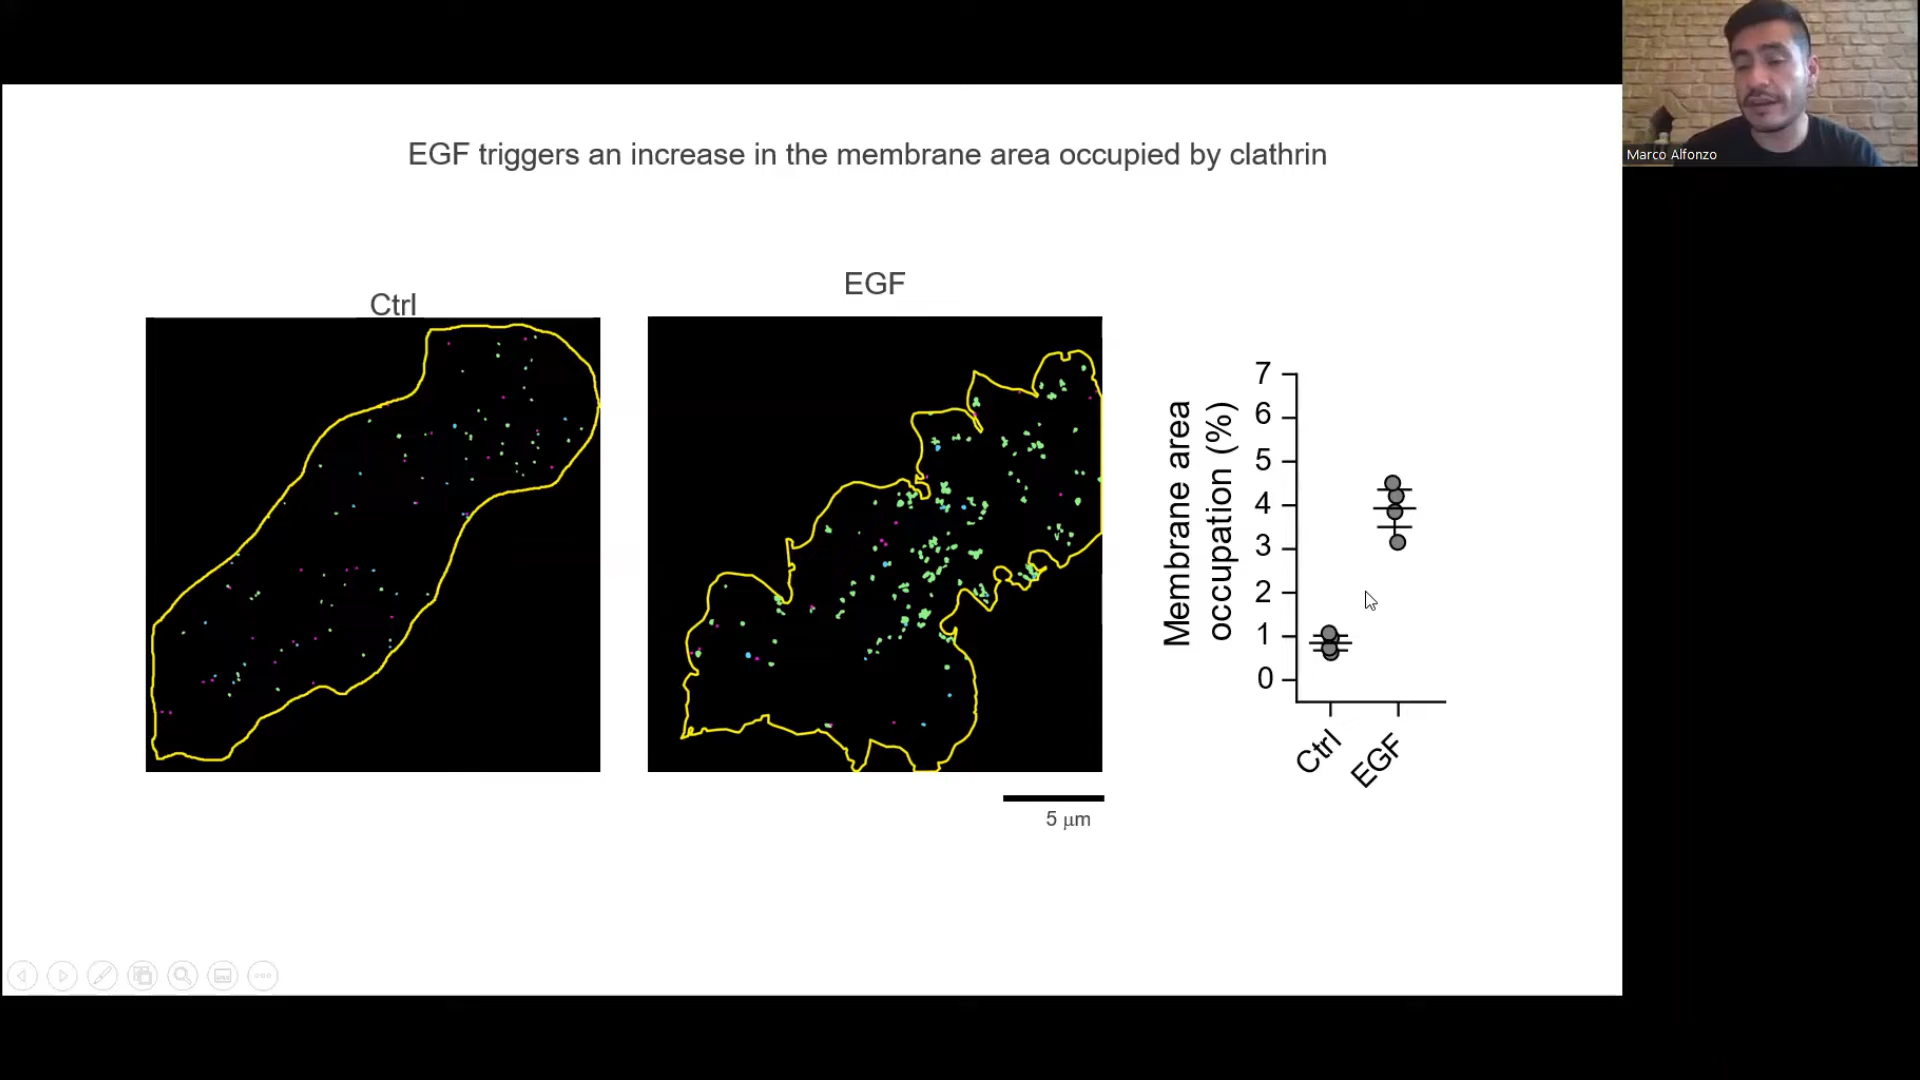 Marco Alfonzo
EGF triggers an increase in the membrane area occupied by clathrin
Ctrl
EGF
5 μm
Membrane area
occupation (%)
7
6
5
4
3
2
1
0
Ctrl
EGF